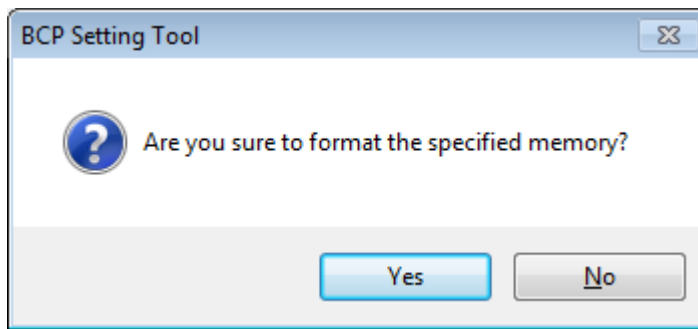 BCP Setting Tool
Are you sure to format the specified memory?
Yes
No